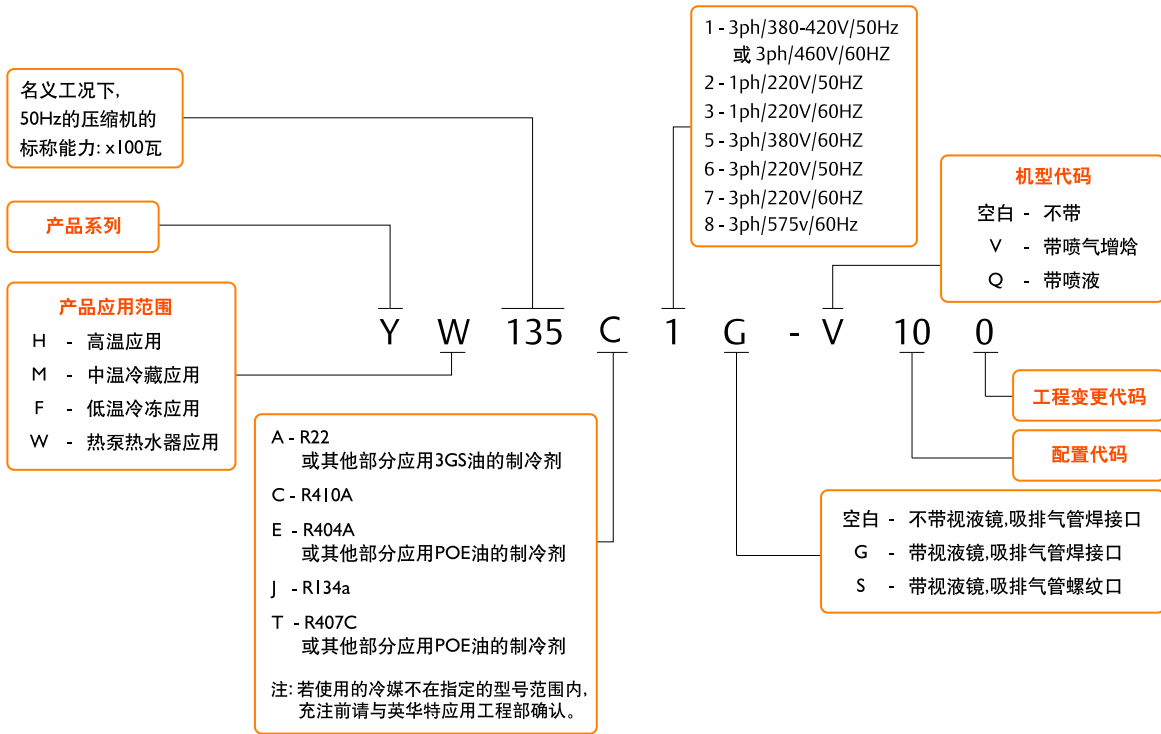 1 - 3ph/380-420V/50Hz
或 3ph/460V/60HZ
2 - 1ph/220V/50HZ
3 - 1ph/220V/60HZ
5 - 3ph/380V/60HZ
6 - 3ph/220V/50HZ
7 - 3ph/220V/60HZ
8 - 3ph/575v/60Hz
名义工况下,
50Hz的压缩机的
标称能力: x100瓦
产品系列
机型代码
空白 - 不带
V - 带喷气增焓
Q - 带喷液
产品应用范围
H - 高温应用
M - 中温冷藏应用
F - 低温冷冻应用
W - 热泵热水器应用
Y W 135 C 1 G - V 10 0
工程变更代码
配置代码
A - R22
或其他部分应用3GS油的制冷剂
C - R410A
E - R404A
或其他部分应用POE油的制冷剂
J - R134a
T - R407C
或其他部分应用POE油的制冷剂
注: 若使用的冷媒不在指定的型号范围内,
充注前请与英华特应用工程部确认。
空白 - 不带视液镜,吸排气管焊接口
G - 带视液镜,吸排气管焊接口
S - 带视液镜,吸排气管螺纹口